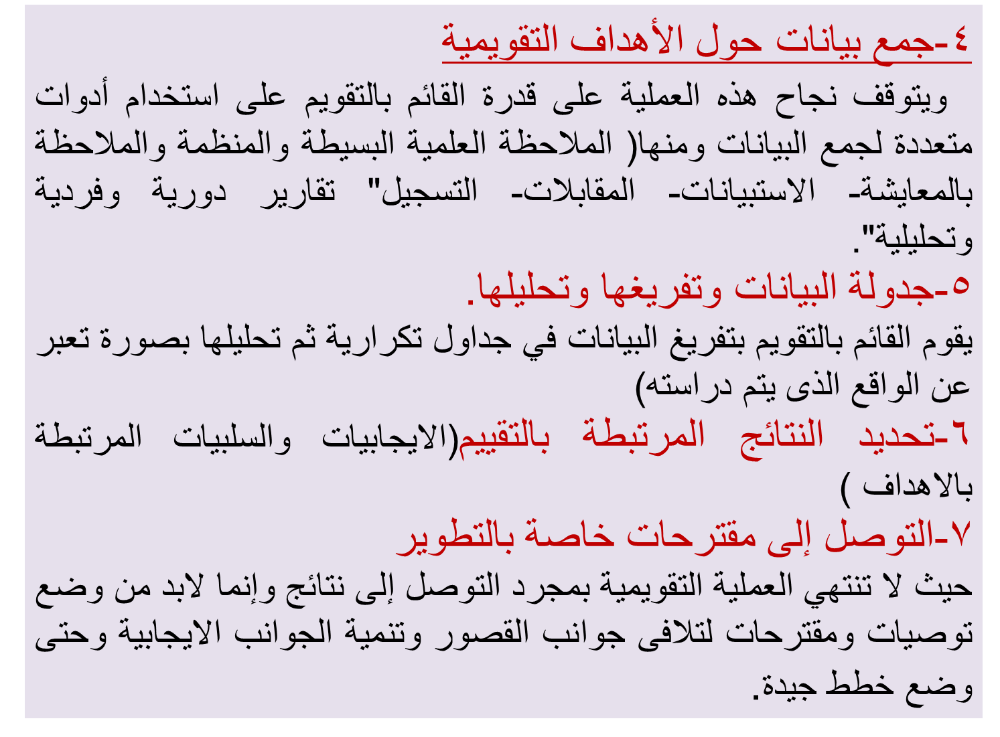 ٤-جمع بيانات حول الأهداف التقويمية
ويتوقف نجاح هذه العملية على قدرة القائم بالتقويم على استخدام أدوات
متعددة لجمع البيانات ومنها( الملاحظة العلمية البسيطة والمنظمة والملاحظة
بالمعايشة- الاستبيانات- المقابلات- التسجيل" تقارير دورية وفردية
وتحليلية".
٥-جدولة البيانات وتفريغها وتحليلها.
يقوم القائم بالتقويم بتفريغ البيانات في جداول تكرارية ثم تحليلها بصورة تعبر
عن الواقع الذى يتم دراسته)
٦-تحديد النتائج المرتبطة بالتقييم(الايجابيات والسلبيات المرتبطة
بالاهداف )
٧-التوصل إلى مقترحات خاصة بالتطوير
حيث لا تنتهي العملية التقويمية بمجرد التوصل إلى نتائج وإنما لابد من وضع
توصيات ومقترحات لتلافى جوانب القصور وتنمية الجوانب الايجابية وحتى
وضع خطط جيدة.